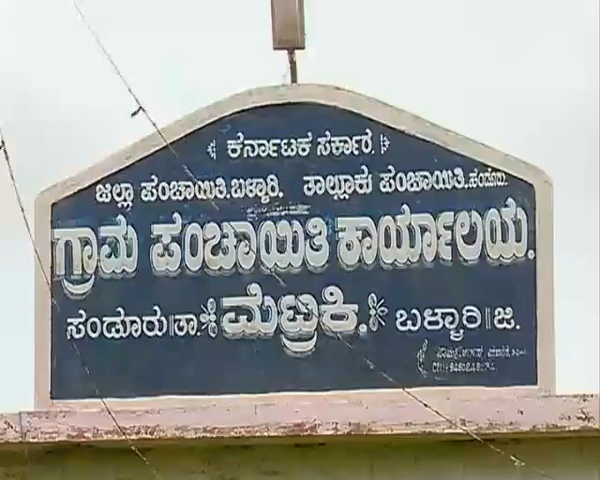 ಕರ್ನಾಟಕ ಸರ್ಕಾರ.
ಜಿಲ್ಲಾ ಪಂಚಾಯಿತಿ.ಬಳ್ಳಾರಿ. ತಾಲ್ಲೂಕು ಪಂಚಾಯಿತಿ.ಸಂಡೂರು.
ಗ್ರಾಮ ಪಂಚಾಯಿತಿ ಕಾರ್ಯಾಲಯ.
ಸಂಡೂರು॥ತಾ. ಮೆಟ್ರಿಕಿ. ಬಳ್ಳಾರಿ॥ಜಿ.